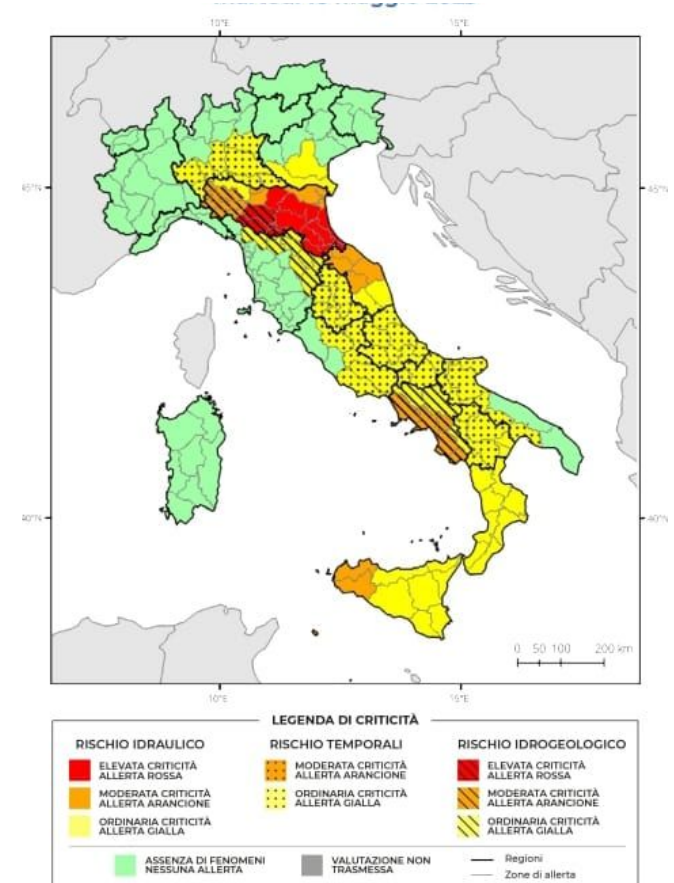 10°E 15°E
45°N 45°N
40°N 40°N
0 50 100 200 km
10°E 15°E
LEGENDA DI CRITICITÀ
RISCHIO IDRAULICO RISCHIO TEMPORALI RISCHIO IDROGEOLOGICO
ELEVATA CRITICITÀ
ALLERTA ROSSA
MODERATA CRITICITÀ
ALLERTA ARANCIONE
ORDINARIA CRITICITÀ
ALLERTA GIALLA
MODERATA CRITICITÀ
ALLERTA ARANCIONE
ORDINARIA CRITICITÀ
ALLERTA GIALLA
ELEVATA CRITICITÀ
ALLERTA ROSSA
MODERATA CRITICITÀ
ALLERTA ARANCIONE
ORDINARIA CRITICITÀ
ALLERTA GIALLA
ASSENZA DI FENOMENI
NESSUNA ALLERTA
VALUTAZIONE NON
TRASMESSA
Regioni
Zone di allerta